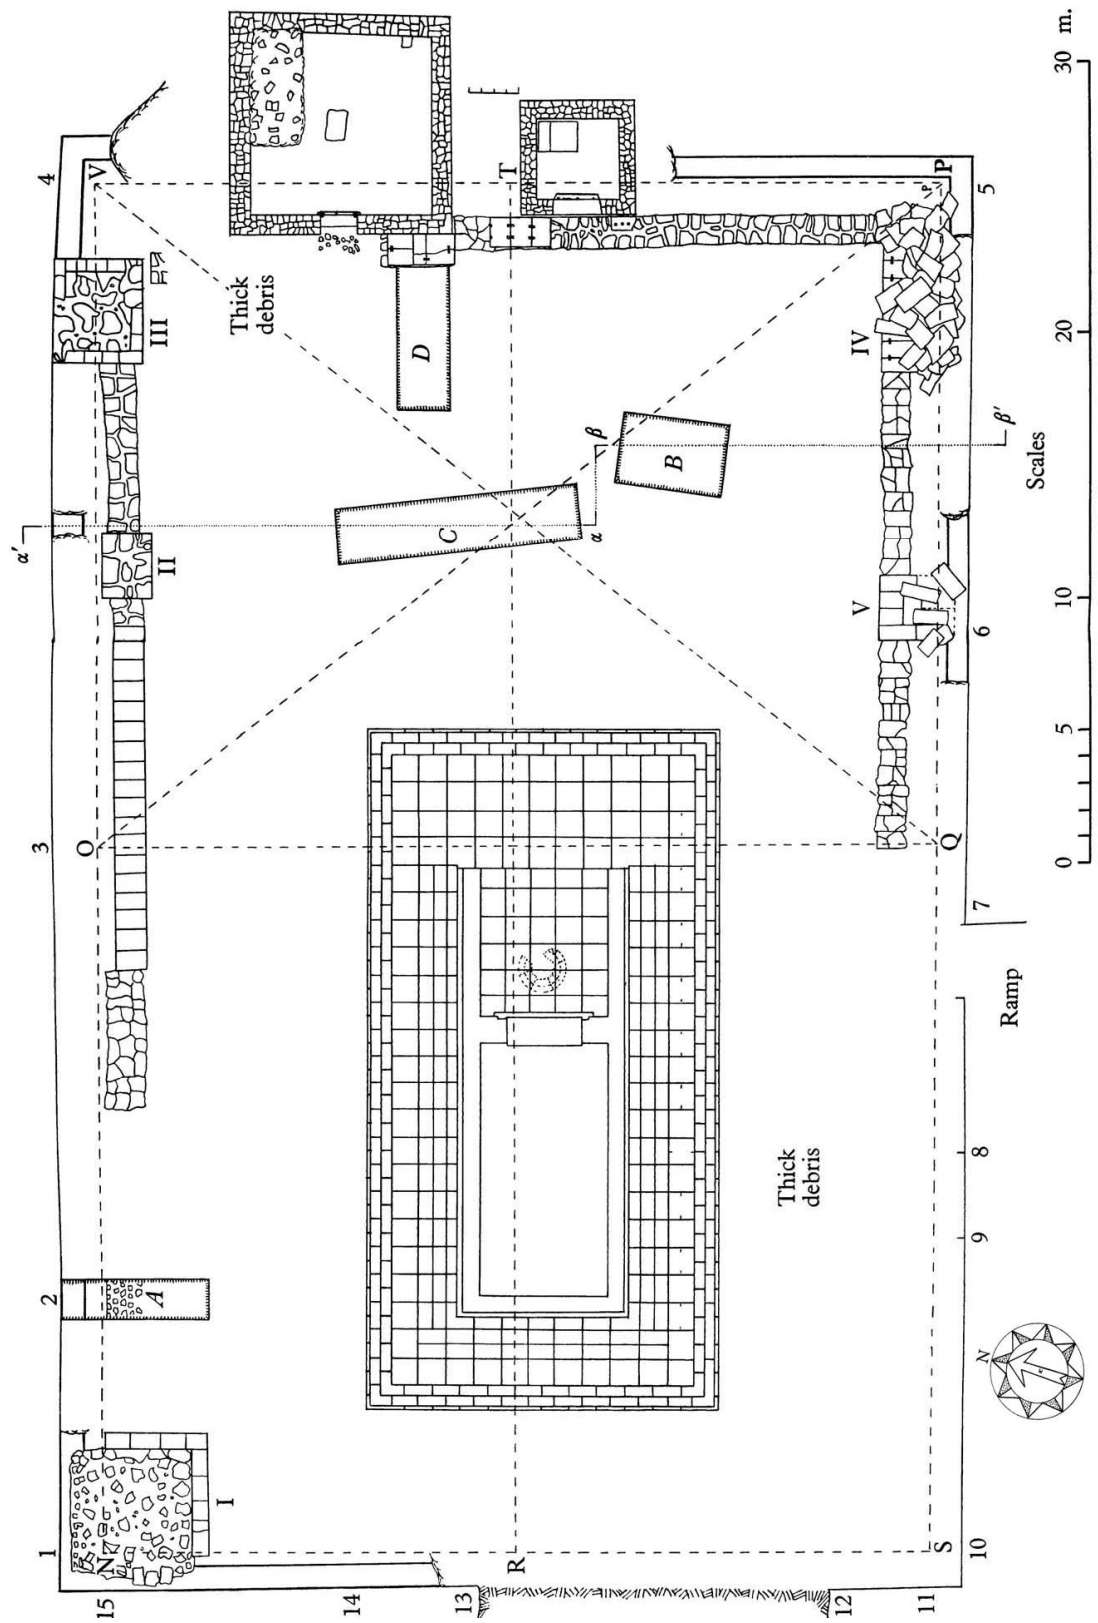 α'
1 2 3 4
N O V
15
A II III
I
Thick
debris
14
D
C
13
R T
α β
B
Thick
debris
12
V IV
11
S Q P
P
10 9 8 7 6 5
β'
N
Ramp
Scales
0 5 10 20 30 m.